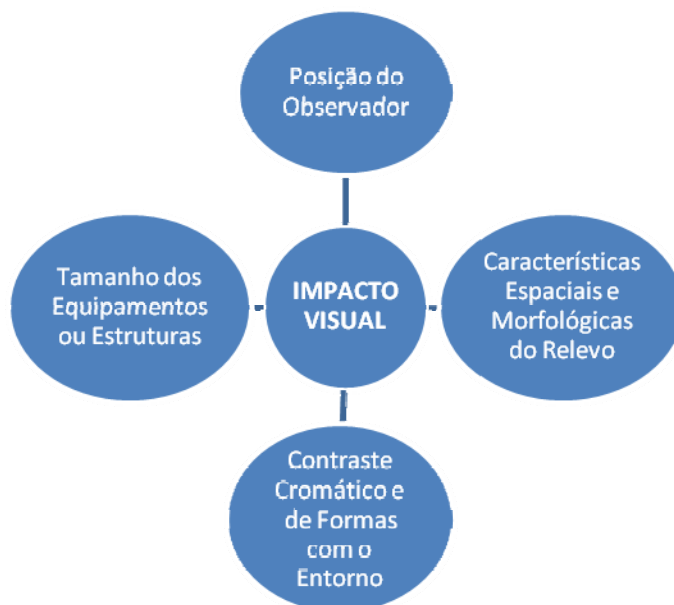 Posição do
Observador
Tamanho dos
Equipamentos
ou Estruturas
IMPACTO
VISUAL
Características
Espaciais e
Morfológicas
do Relevo
Contraste
Cromático e
de Formas
com o
Entorno